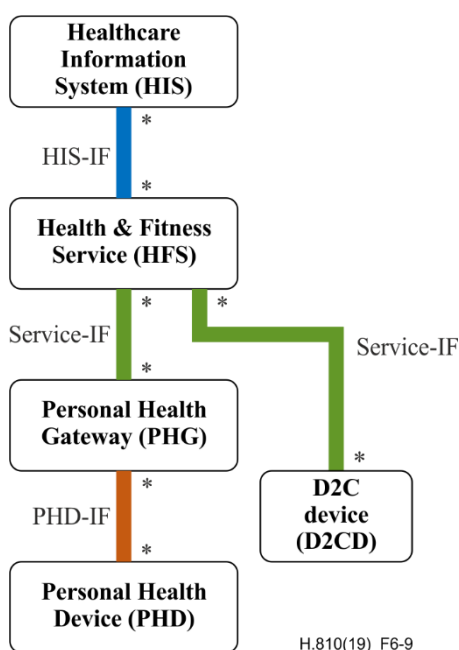 Healthcare
Information
System (HIS)
*
HIS-IF
*
Health & Fitness
Service (HFS)
*
*
Service-IF
Service-IF
*
Personal Health
Gateway (PHG)
*
PHD-IF
*
*
D2C
device
(D2CD)
Personal Health
Device (PHD)
H.810(19)_F6-9